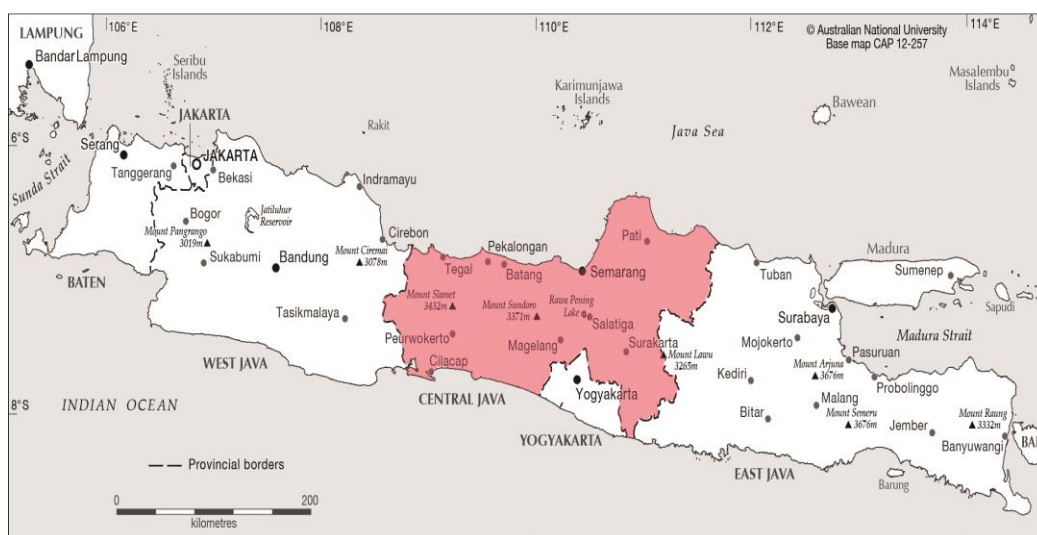 106°E
108°E
110°E
112°E
114°E
© Australian National University
Base map CAP 12-257
LAMPUNG
Bandar Lampung
Seribu
Islands
Karimunjawa
Islands
Bawean
Masalembu
Islands
JAKARTA
Rakit
Java Sea
6°S
Serang
JAKARTA
Tanggerang
Bekasi
Sunda Strait
Indramayu
Bogor
Jatiluhur
Reservoir
Mount Pangrango
3019m
Cirebon
Pati
Madura
Sukabumi
Bandung
Mount Ciremai
3078m
Pekalongan
Tegal
Batang
Semarang
Tuban
Sumenep
BATEN
Mount Slamet
3432m
Mount Sundoro
3371m
Rawa Pening
Lake
Salatiga
Surabaya
Sapudi
Tasikmalaya
Peurwokerto
Magelang
Surakarta
Mojokerto
Madura Strait
WEST JAVA
Cilacap
Mount Lawu
3265m
Mount Arjuna
3676m
Pasuruan
Kediri
Probolinggo
CENTRAL JAVA
Yogyakarta
Malang
INDIAN OCEAN
8°S
Bitar
Mount Semeru
3676m
Mount Raung
3332m
YOGYAKARTA
Jember
Banyuwangi
BAL
Provincial borders
EAST JAVA
Barung
0
200
kilometres